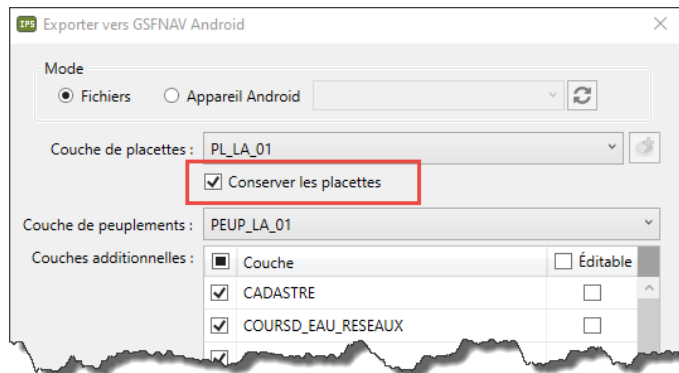 IPS Exporter vers GSFNAV Android
Mode
Fichiers Appareil Android
Couche de placettes : PL_LA_01
Conserver les placettes
Couche de peuplements : PEUP_LA_01
Couches additionnelles : Couche Éditable
CADASTRE
COURSD_EAU_RESEAUX